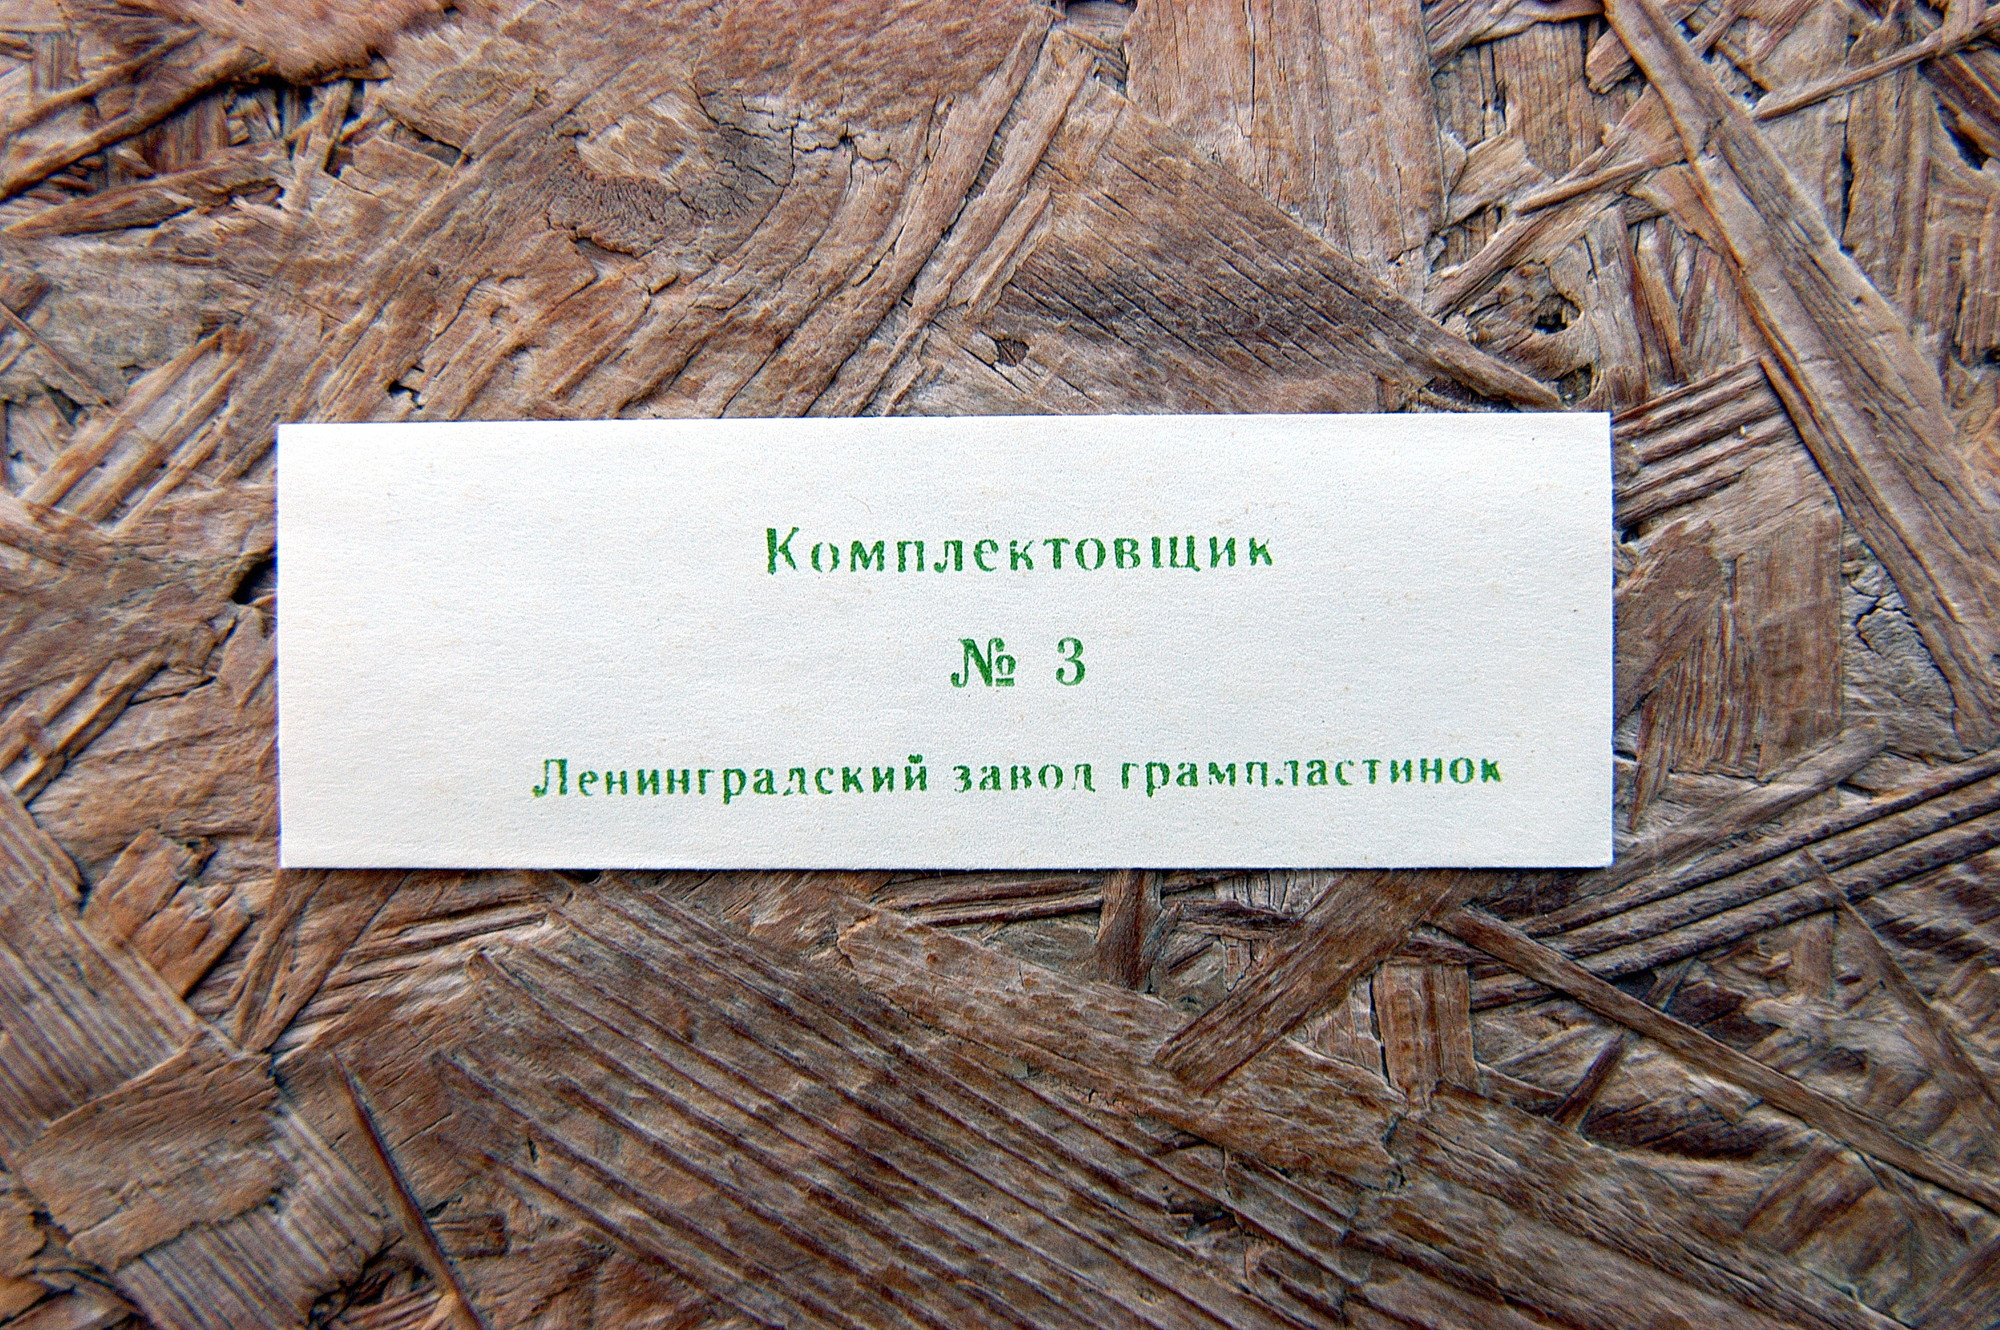 Комплектовщик
№ 3
Ленинградский завод грампластинок